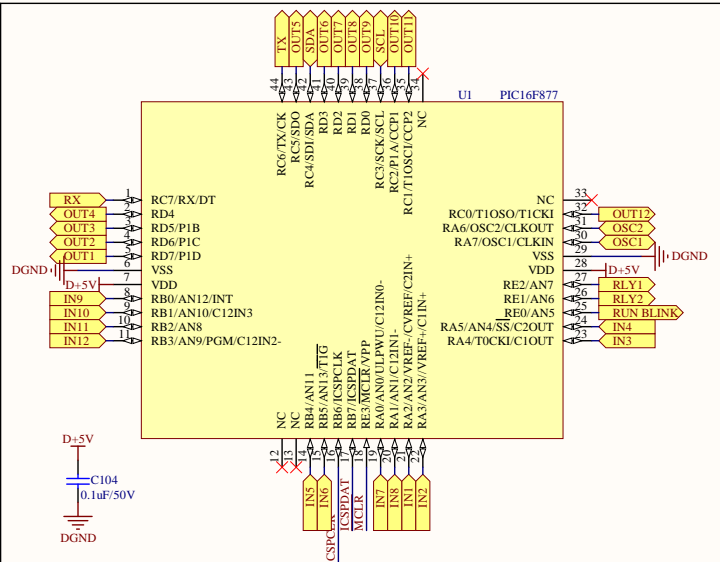 TX
OUT5
SDA
OUT6
OUT7
OUT8
OUT9
SCL
OUT10
OUT11
44
43
42
41
40
39
38
37
36
35
34
RC6/TX/CK
RC5/SDO
RC4/SDI/SDA
RD3
RD2
RD1
RD0
RC3/SCK/SCL
RC2/P1A/CCP1
RC1/T1OSCI/CCP2
NC
U1 PIC16F877
RX 1 RC7/RX/DT
OUT4 2 RD4
OUT3 3 RD5/P1B
OUT2 4 RD6/P1C
OUT1 5 RD7/P1D
DGND 6 VSS
D+5V 7 VDD
IN9 8 RB0/AN12/INT
IN10 9 RB1/AN10/C12IN3
IN11 10 RB2/AN8
IN12 11 RB3/AN9/PGM/C12IN2-
NC 33
RC0/T1OSO/T1CKI 32 OUT12
RA6/OSC2/CLKOUT 31 OSC2
RA7/OSC1/CLKIN 30 OSC1
VSS 29 DGND
VDD 28 D+5V
RE2/AN7 27 RLY1
RE1/AN6 26 RLY2
RE0/AN5 25 RUN BLINK
RA5/AN4/SS/C2OUT 24 IN4
RA4/T0CKI/C1OUT 23 IN3
NC
NC
RB4/AN11
RB5/AN13/T1G
RB6/ICSPCLK
RB7/ICSPDAT
RE3/MCLR/VPP
RA0/AN0/ULPWU/C12IN0-
RA1/AN1/C12IN1-
RA2/AN2/VREF-/CVREF/C2IN+
RA3/AN3//VREF+/C1IN+
12
13
14
15
16
17
18
19
20
21
22
IN5
IN6
CSPCLK
ICSPDAT
MCLR
IN7
IN8
IN1
IN2
D+5V
C104
0.1uF/50V
DGND